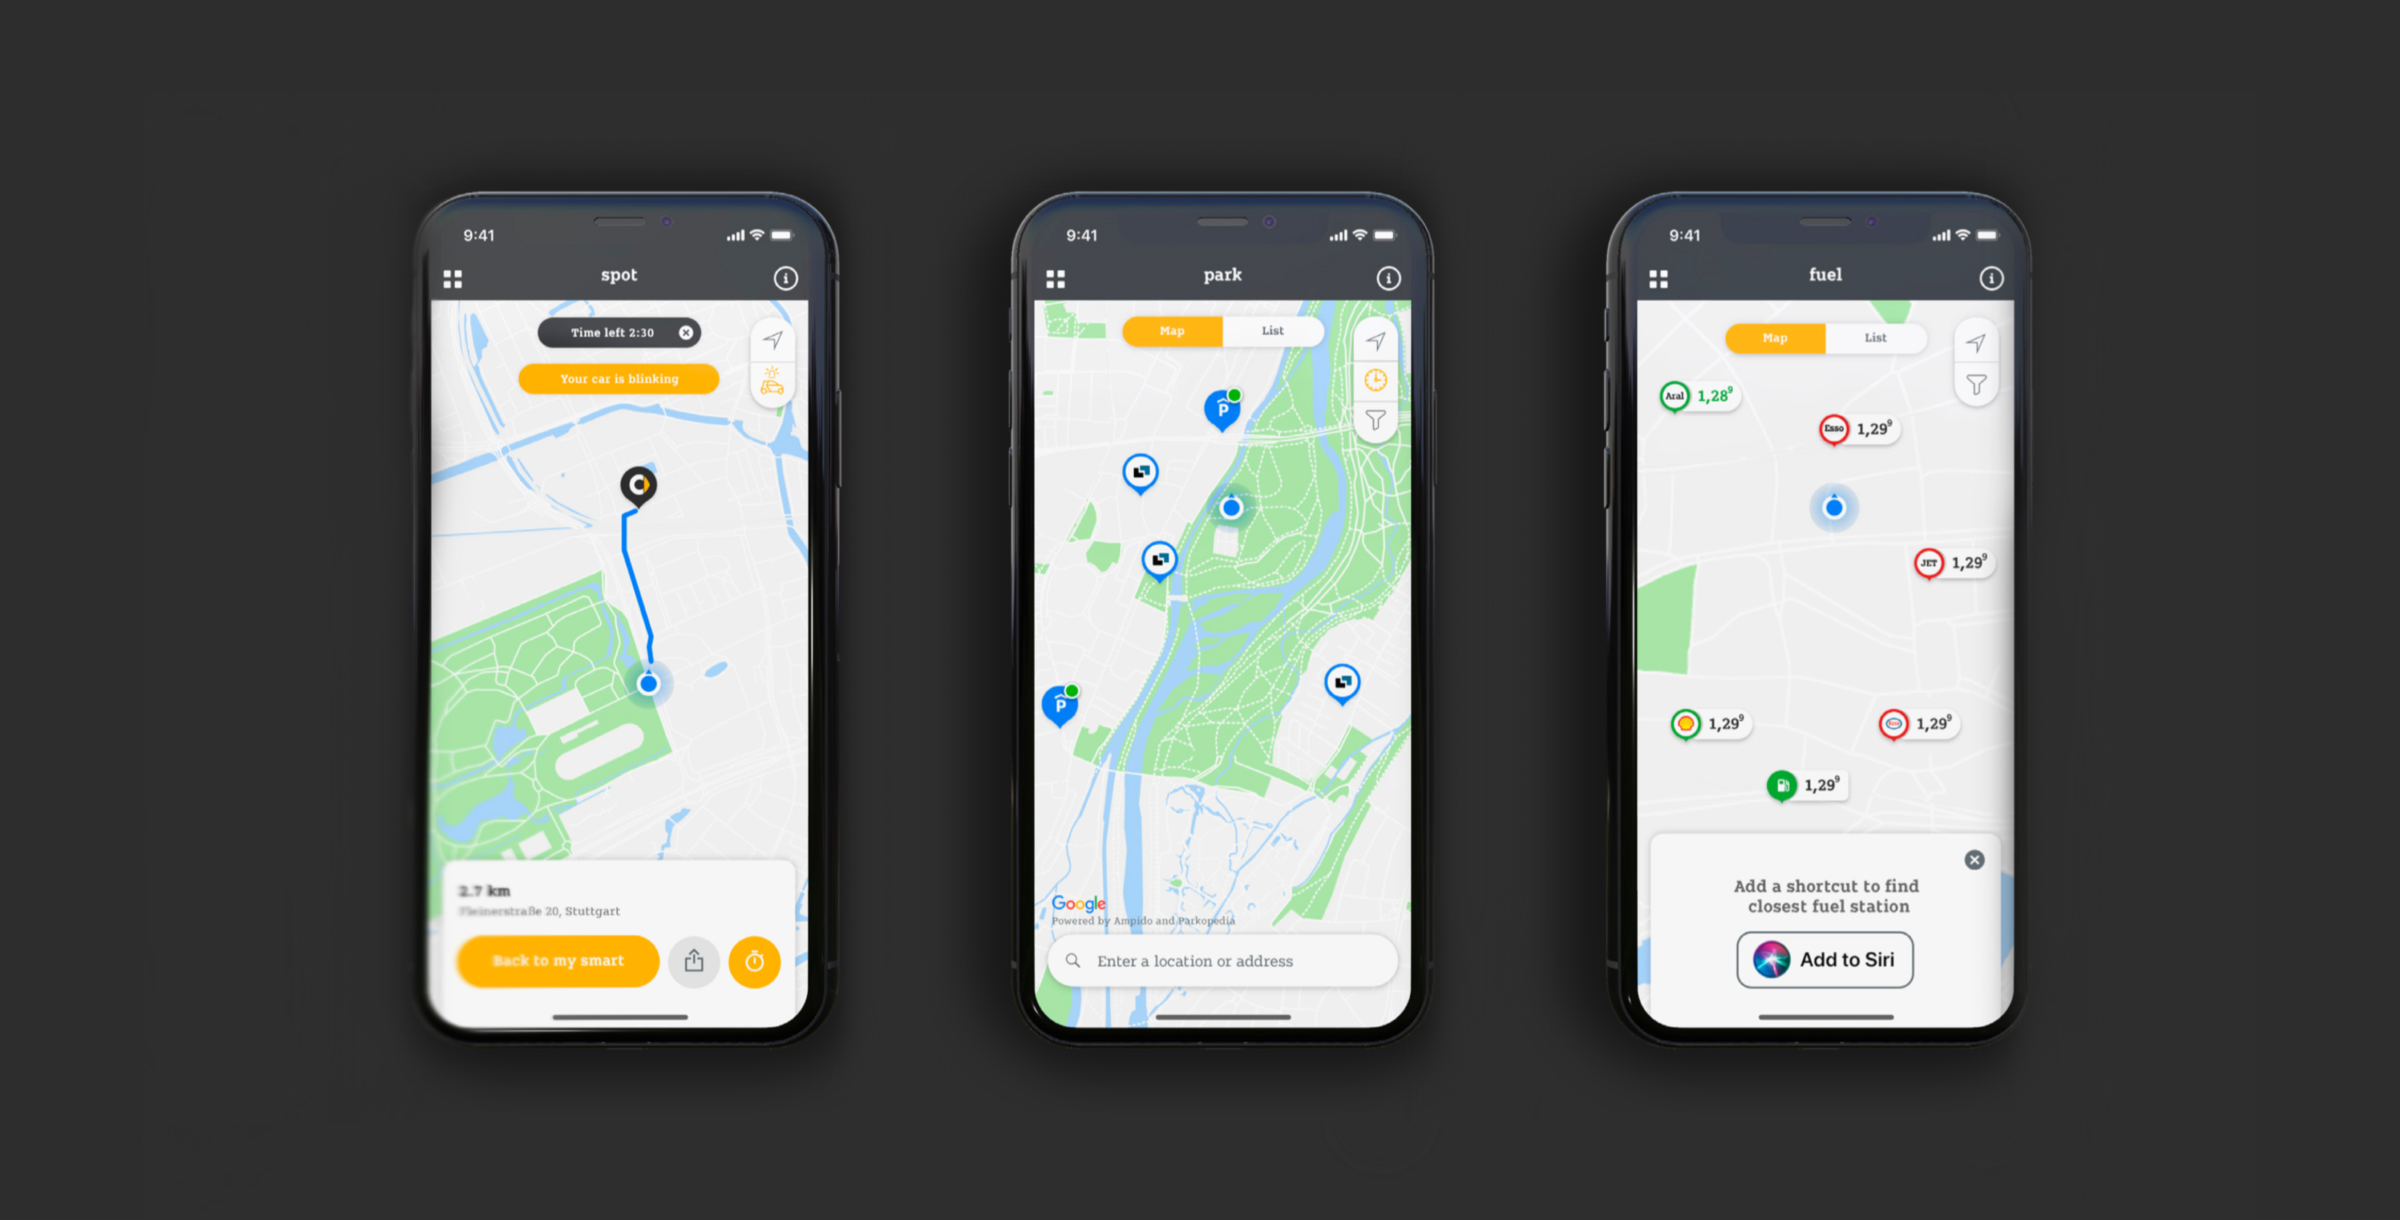 9:41
spot
Time left 2:30
Your car is blinking
2.7 km
20, Stuttgart
Back to my smart
9:41
park
Map
List
P
P
Google
Powered by Ampido and Parkopedia
Enter a location or address
9:41
fuel
Map
List
Aral 1,28⁹
Esso 1,29⁹
JET 1,29⁹
1,29⁹
Esso 1,29⁹
1,29⁹
Add a shortcut to find
closest fuel station
Add to Siri